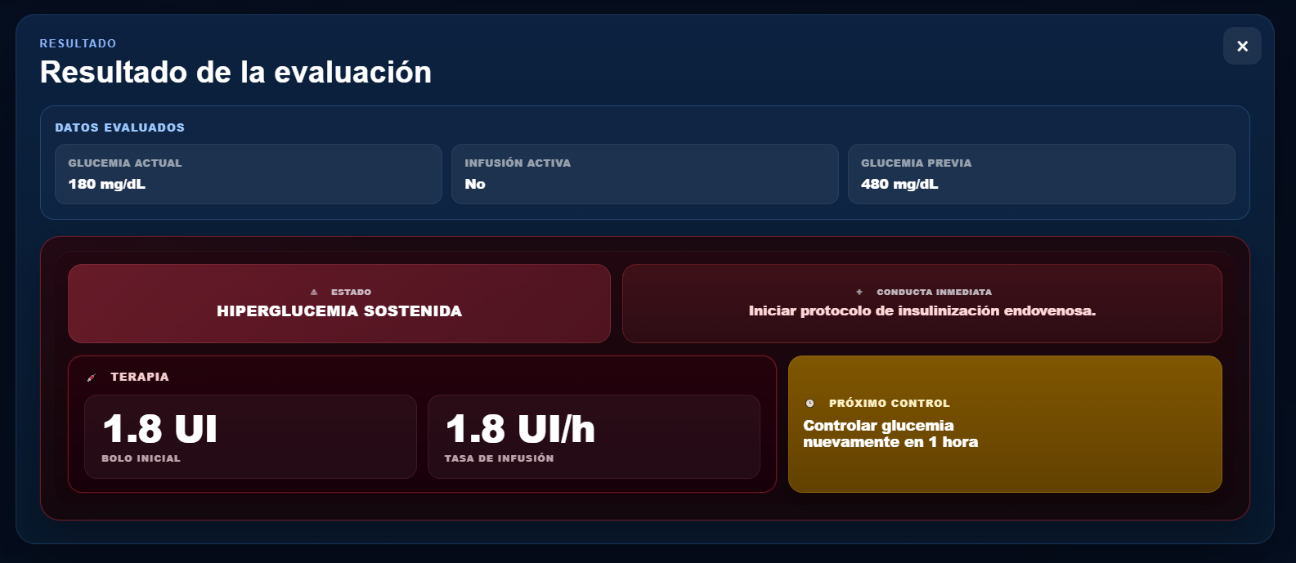 RESULTADO
Resultado de la evaluación
×
DATOS EVALUADOS
GLUCEMIA ACTUAL
180 mg/dL
INFUSIÓN ACTIVA
No
GLUCEMIA PREVIA
480 mg/dL
ESTADO
HIPERGLUCEMIA SOSTENIDA
CONDUCTA INMEDIATA
Iniciar protocolo de insulinización endovenosa.
TERAPIA
1.8 UI
BOLO INICIAL
1.8 UI/h
TASA DE INFUSIÓN
PRÓXIMO CONTROL
Controlar glucemia
nuevamente en 1 hora